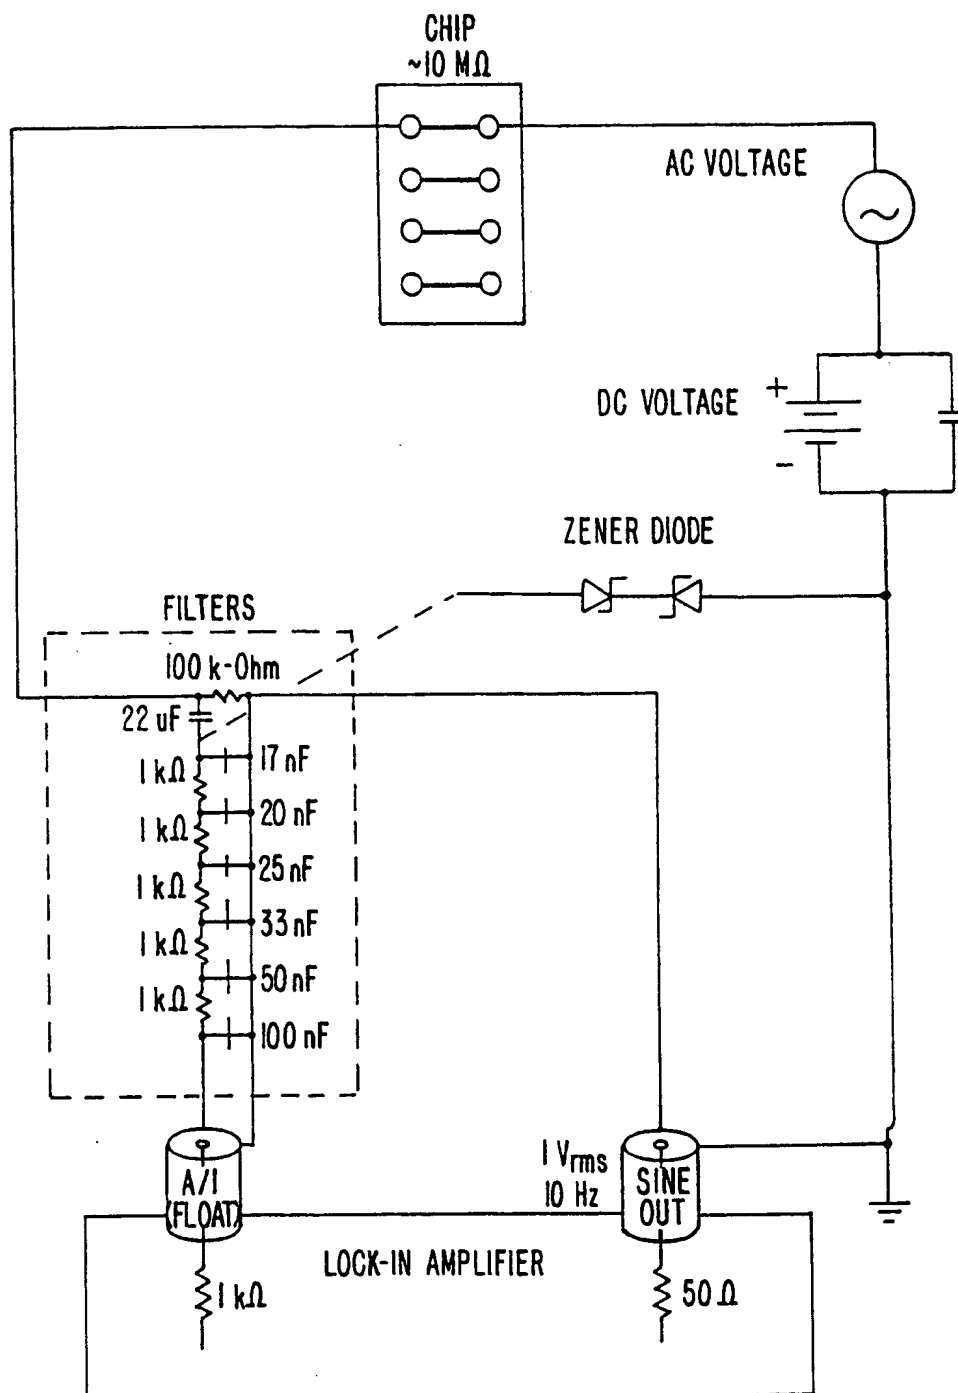 CHIP
~10 MΩ
AC VOLTAGE
+
DC VOLTAGE
-
ZENER DIODE
FILTERS
100 k-Ohm
22 uF
17 nF
1 kΩ
20 nF
1 kΩ
25 nF
1 kΩ
33 nF
1 kΩ
50 nF
1 kΩ
100 nF
A/I
(FLOAT)
1 Vrms
10 Hz
SINE
OUT
LOCK-IN AMPLIFIER
1 kΩ
50 Ω